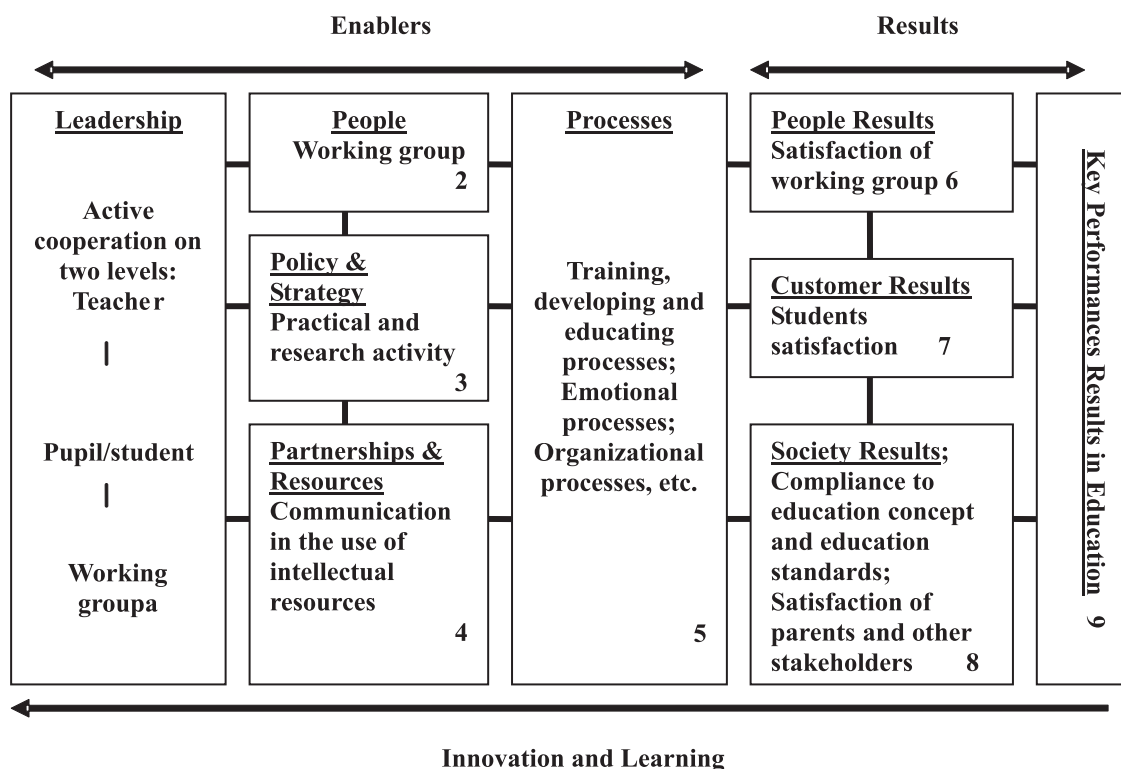 Enablers
Results
Leadership
Active
cooperation on
two levels:
Teacher
Pupil/student
Working
groupa
People
Working group
2
Policy &
Strategy
Practical and
research activity
3
Partnerships &
Resources
Communication
in the use of
intellectual
resources
4
Processes
Training,
developing and
educating
processes;
Emotional
processes;
Organizational
processes, etc.
5
People Results
Satisfaction of
working group 6
Customer Results
Students
satisfaction 7
Society Results;
Compliance to
education concept
and education
standards;
Satisfaction of
parents and other
stakeholders 8
Key Performances Results in Education 9
Innovation and Learning